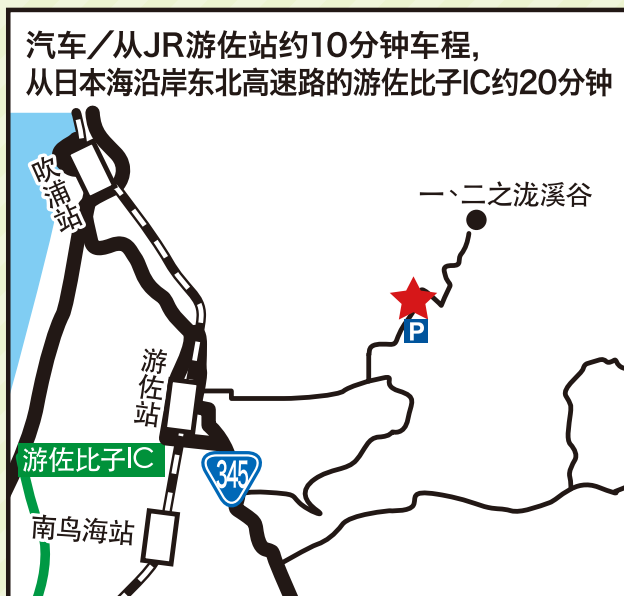 汽车／从JR游佐站约10分钟车程，
从日本海沿岸东北高速路的游佐比子IC约20分钟
吹浦站
一、二之泷溪谷
P
游佐站
游佐比子IC
345
南鸟海站